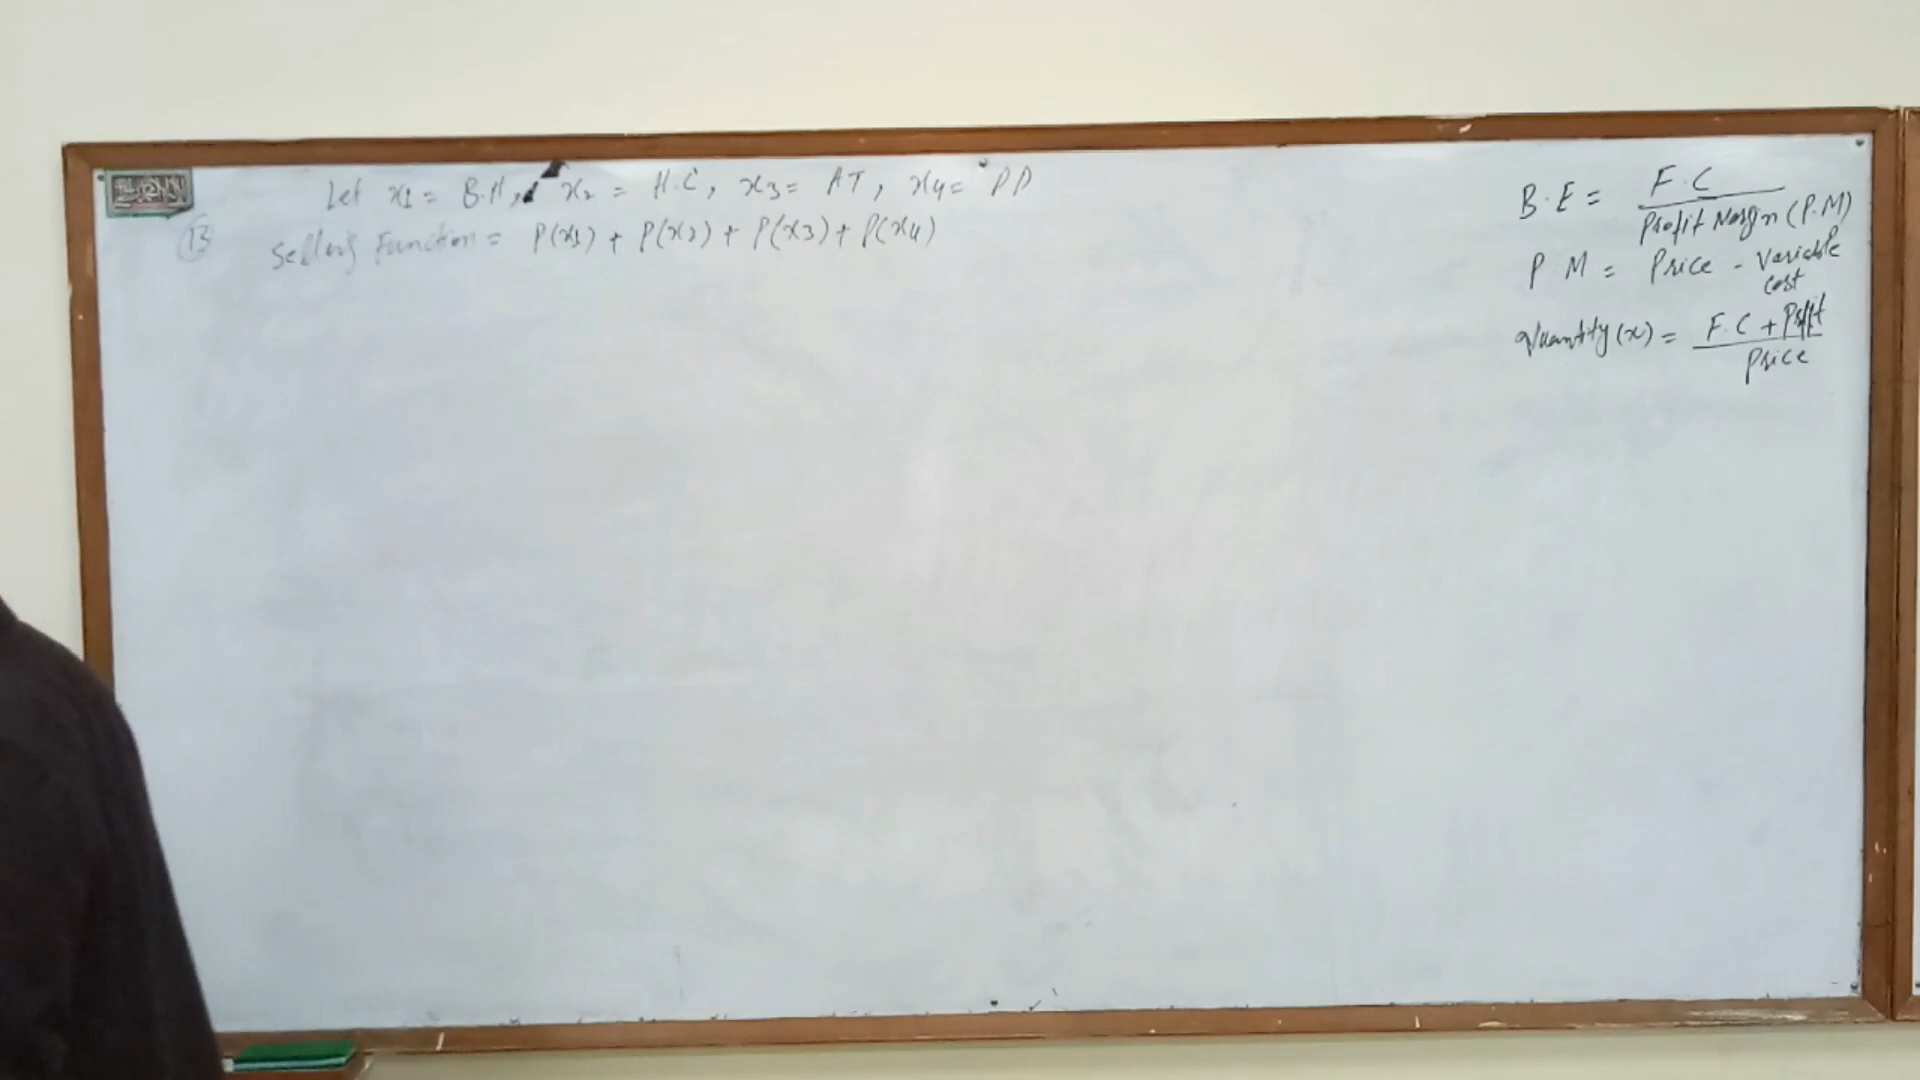 Let x1 = B.H, x2 = H.C, x3 = AT, x4 = PD
13 Selling Function = P(x1) + P(x2) + P(x3) + P(x4)
B.E = F.C / Profit Margin (P.M)
P.M = Price - Variable cost
Quantity (x) = F.C + Profit / Price